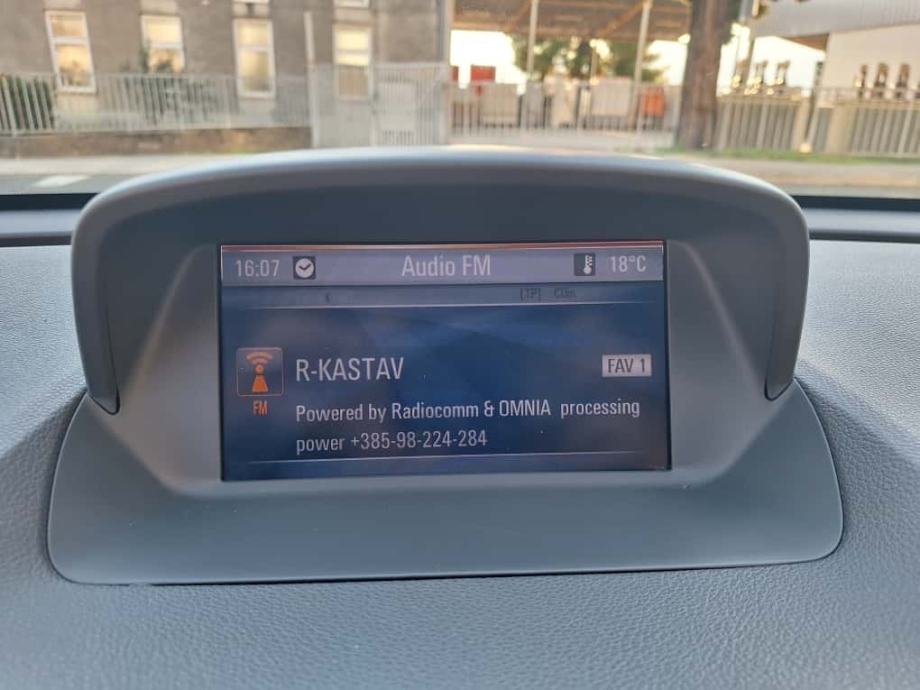 16:07 Audio FM 18°C
[TP]
R-KASTAV FAV 1
FM
Powered by Radiocomm & OMNIA processing
power +385-98-224-284